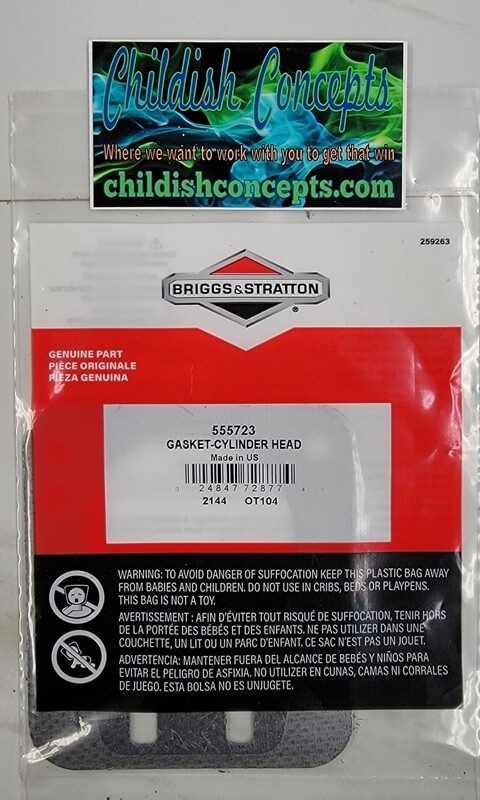 Childish Concepts
Where we want to work with you to get that win
childishconcepts.com
259263
BRIGGS & STRATTON
®
GENUINE PART
PIÈCE ORIGINALE
PIEZA GENUINA
555723
GASKET-CYLINDER HEAD
Made in US
0 24847 72877 4
2144 OT104
WARNING: TO AVOID DANGER OF SUFFOCATION KEEP THIS PLASTIC BAG AWAY
FROM BABIES AND CHILDREN. DO NOT USE IN CRIBS, BEDS OR PLAYPENS.
THIS BAG IS NOT A TOY.
AVERTISSEMENT : AFIN D'ÉVITER TOUT RISQUÉ DE SUFFOCATION, TENIR HORS
DE LA PORTÉE DES BÉBÉS ET DES ENFANTS. NE PAS UTILIZER DANS UNE
COUCHETTE, UN LIT OU UN PARC D'ENFANT. CE SAC N'EST PAS UN JOUET.
ADVERTENCIA: MANTENER FUERA DEL ALCANCE DE BEBÉS Y NIÑOS PARA
EVITAR EL PELIGRO DE ASFIXIA. NO UTILIZAR EN CUNAS, CAMAS NI CORRALES
DE JUEGO. ESTA BOLSA NO ES UNJUGETE.